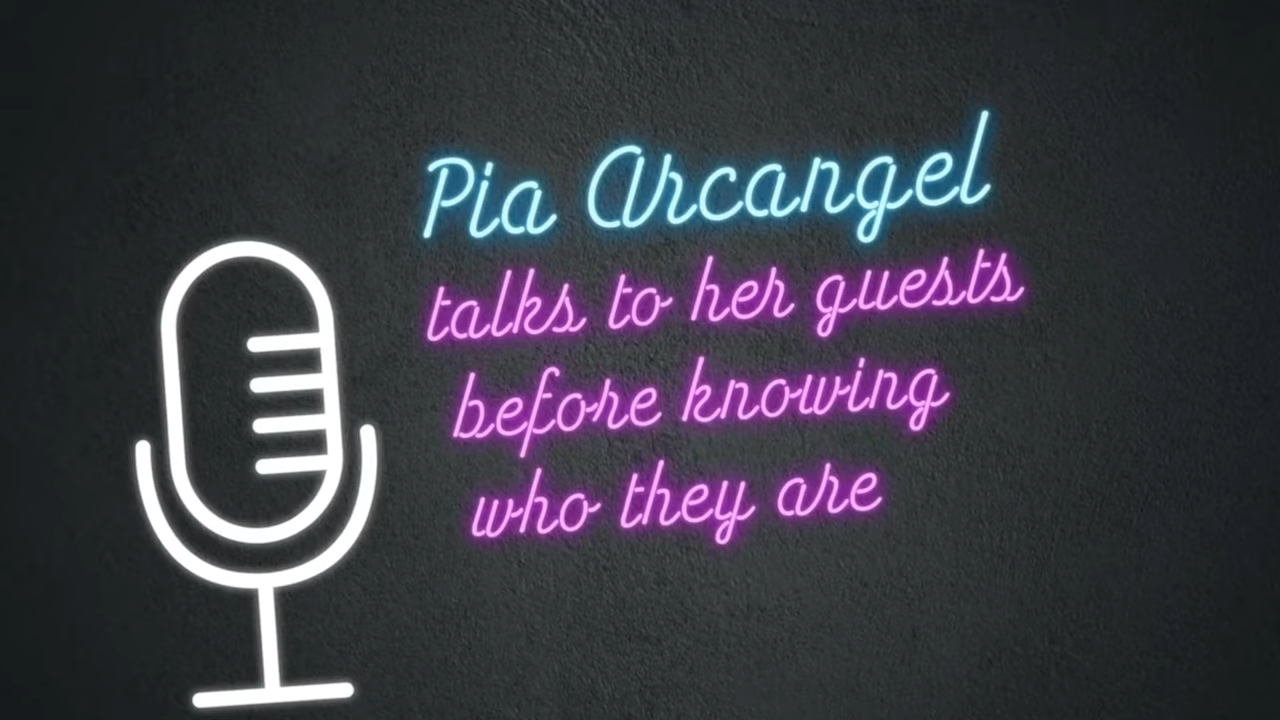 Pia Arcangel
talks to her guests
before knowing
who they are